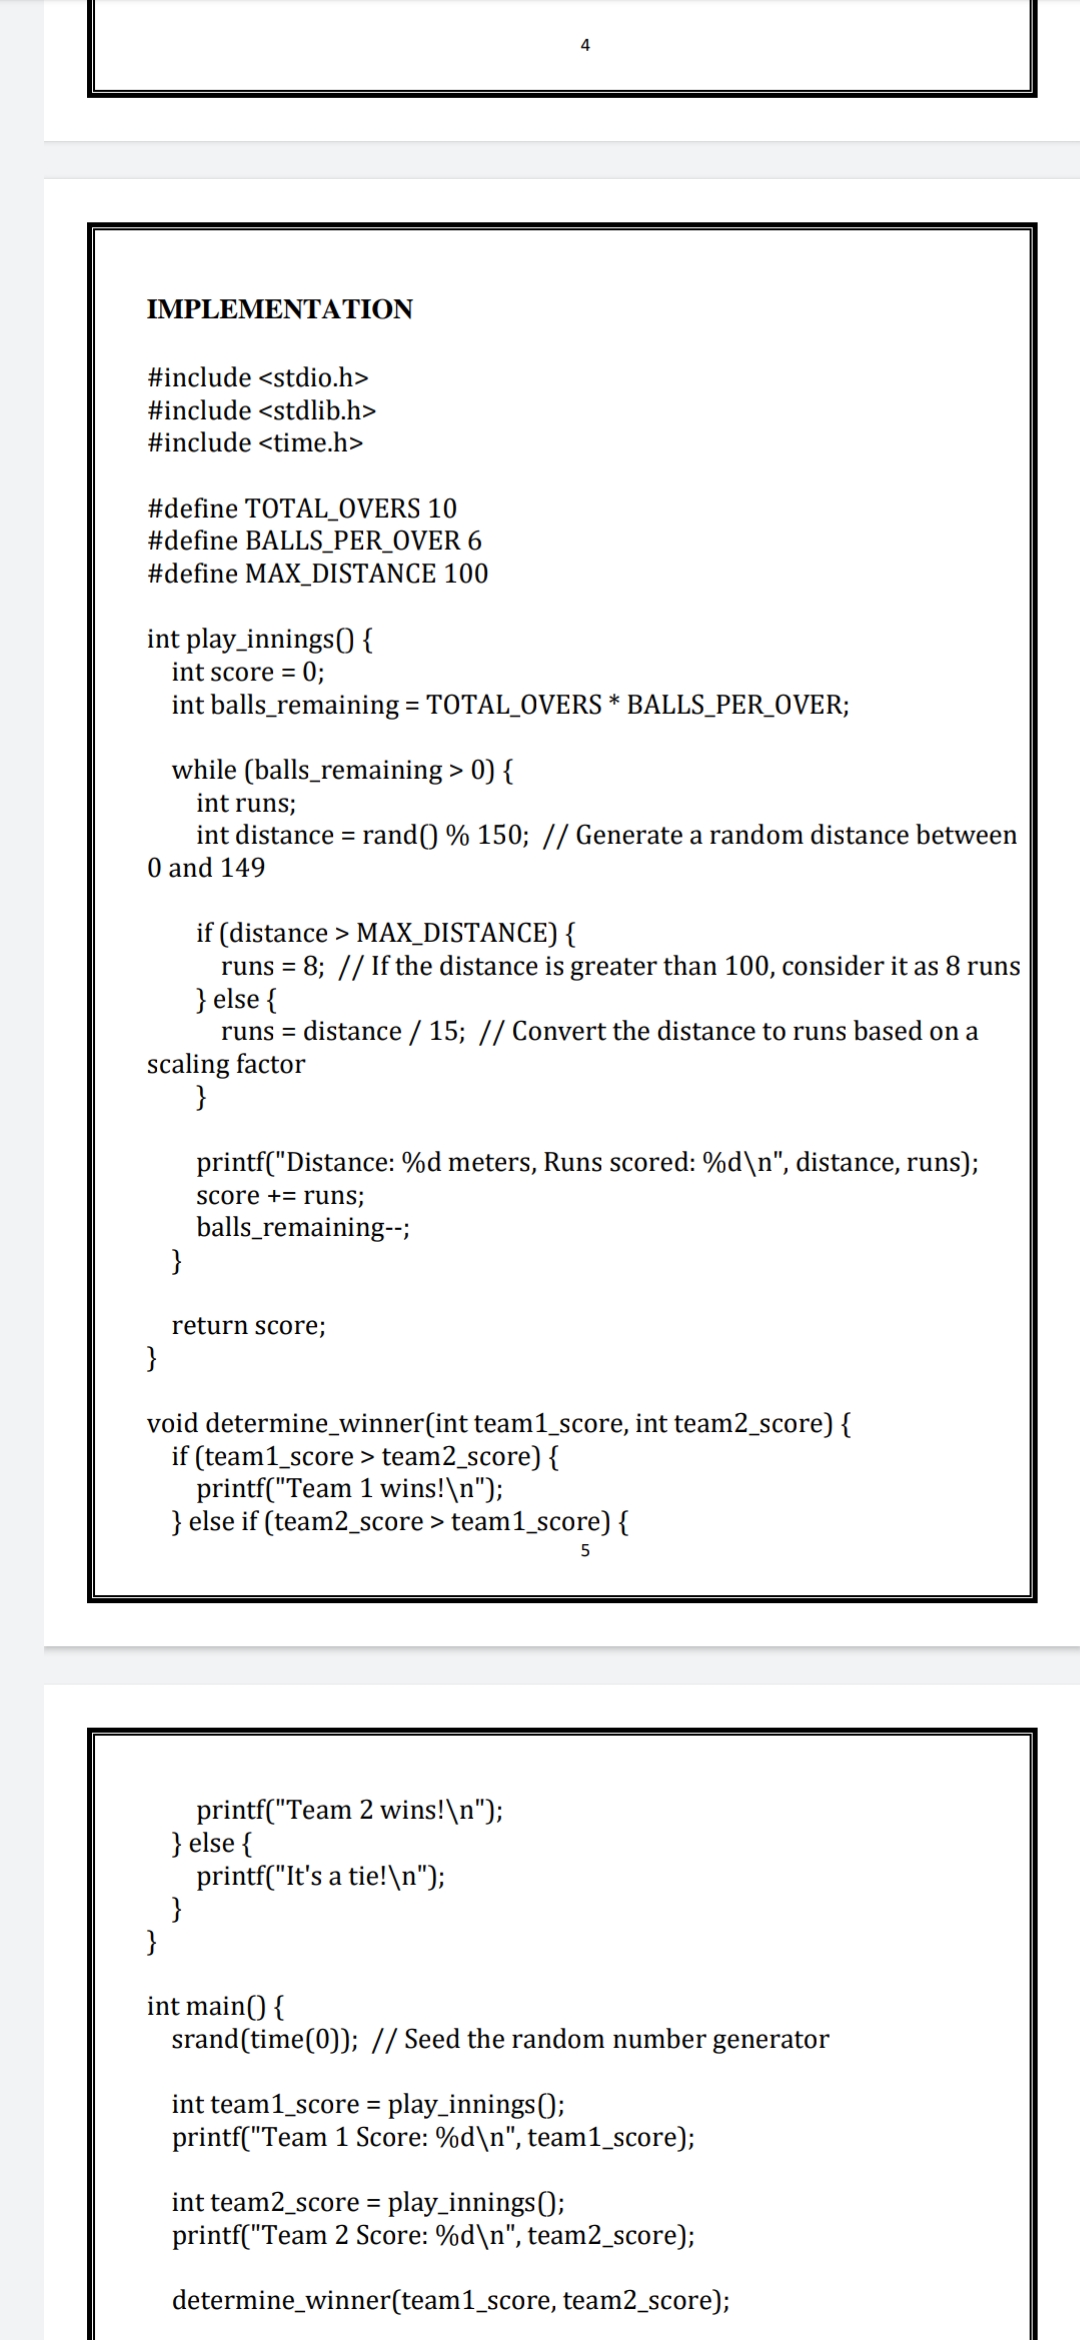 4
IMPLEMENTATION
#include <stdio.h>
#include <stdlib.h>
#include <time.h>
#define TOTAL_OVERS 10
#define BALLS_PER_OVER 6
#define MAX_DISTANCE 100
int play_innings() {
int score = 0;
int balls_remaining = TOTAL_OVERS * BALLS_PER_OVER;
while (balls_remaining > 0) {
int runs;
int distance = rand() % 150; // Generate a random distance between
0 and 149
if (distance > MAX_DISTANCE) {
runs = 8; // If the distance is greater than 100, consider it as 8 runs
} else {
runs = distance / 15; // Convert the distance to runs based on a
scaling factor
}
printf("Distance: %d meters, Runs scored: %d\n", distance, runs);
score += runs;
balls_remaining--;
}
return score;
}
void determine_winner(int team1_score, int team2_score) {
if (team1_score > team2_score) {
printf("Team 1 wins!\n");
} else if (team2_score > team1_score) {
5
printf("Team 2 wins!\n");
} else {
printf("It's a tie!\n");
}
}
int main() {
srand(time(0)); // Seed the random number generator
int team1_score = play_innings();
printf("Team 1 Score: %d\n", team1_score);
int team2_score = play_innings();
printf("Team 2 Score: %d\n", team2_score);
determine_winner(team1_score, team2_score);